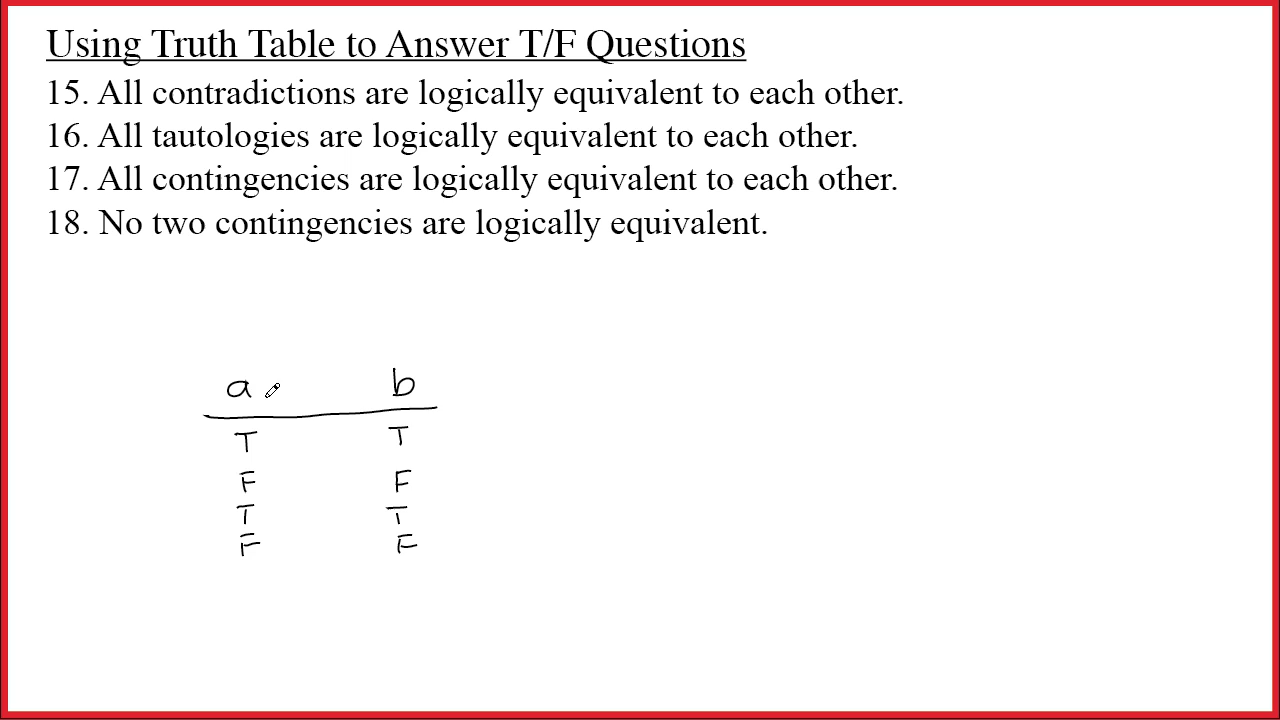 Using Truth Table to Answer T/F Questions
15. All contradictions are logically equivalent to each other.
16. All tautologies are logically equivalent to each other.
17. All contingencies are logically equivalent to each other.
18. No two contingencies are logically equivalent.
a b
T T
F F
T T
F F